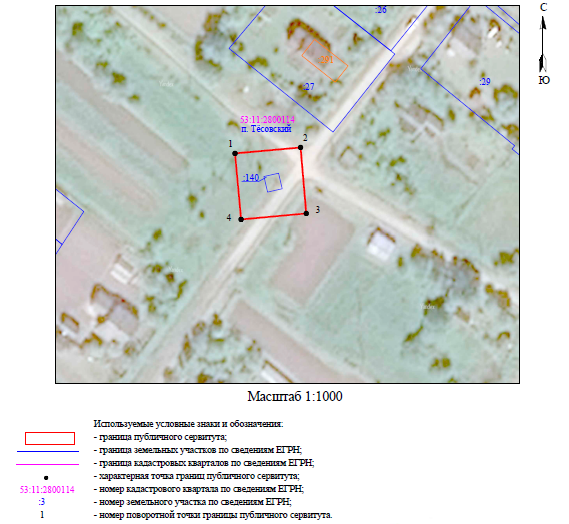 :26
С
201
:27
:29
Ю
53:11:2800114
п. Тёсовский
1
2
:140
3
4
Масштаб 1:1000
Используемые условные знаки и обозначения:
- граница публичного сервитута;
- граница земельных участков по сведениям ЕГРН;
- граница кадастровых кварталов по сведениям ЕГРН;
- характерная точка границ публичного сервитута;
53:11:2800114 - номер кадастрового квартала по сведениям ЕГРН;
:3 - номер земельного участка по сведениям ЕГРН;
1 - номер поворотной точки границы публичного сервитута.